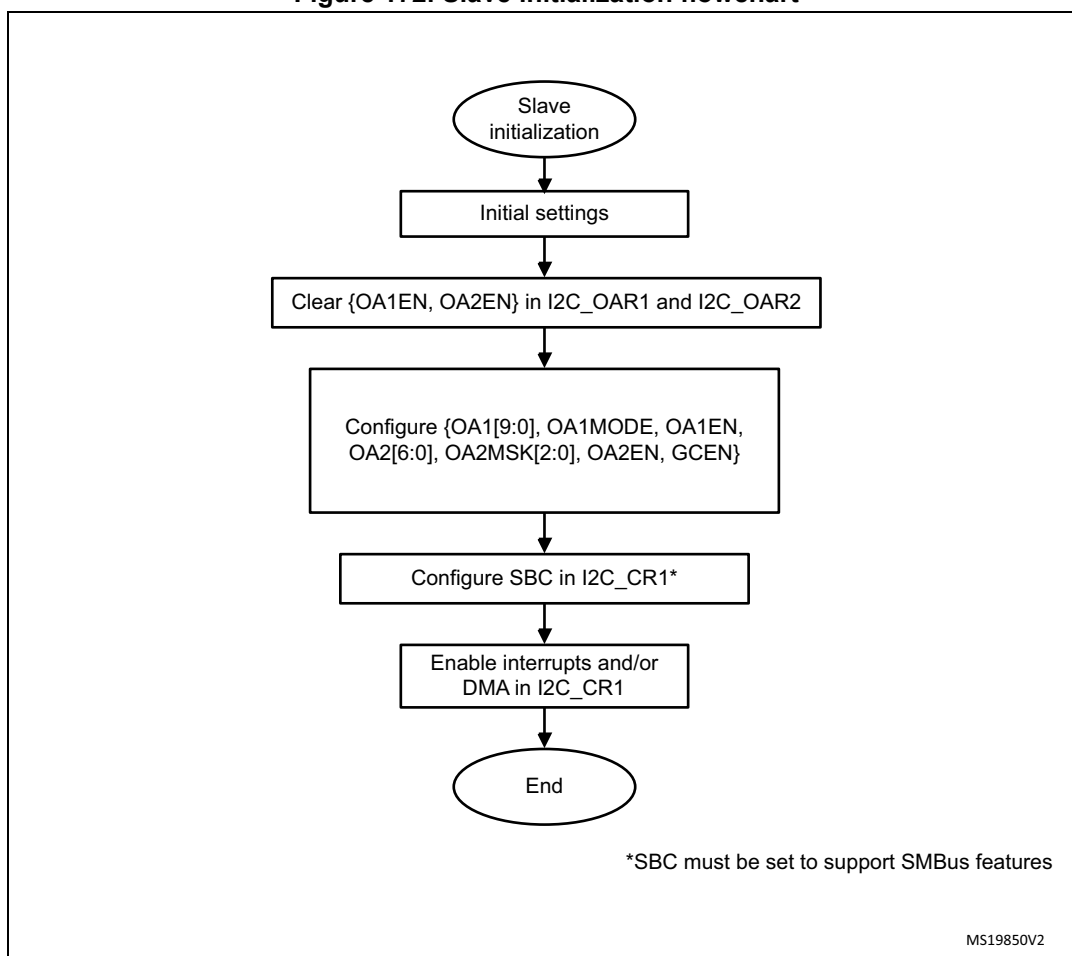 Slave
initialization
Initial settings
Clear {OA1EN, OA2EN} in I2C_OAR1 and I2C_OAR2
Configure {OA1[9:0], OA1MODE, OA1EN,
OA2[6:0], OA2MSK[2:0], OA2EN, GCEN}
Configure SBC in I2C_CR1*
Enable interrupts and/or
DMA in I2C_CR1
End
*SBC must be set to support SMBus features
MS19850V2